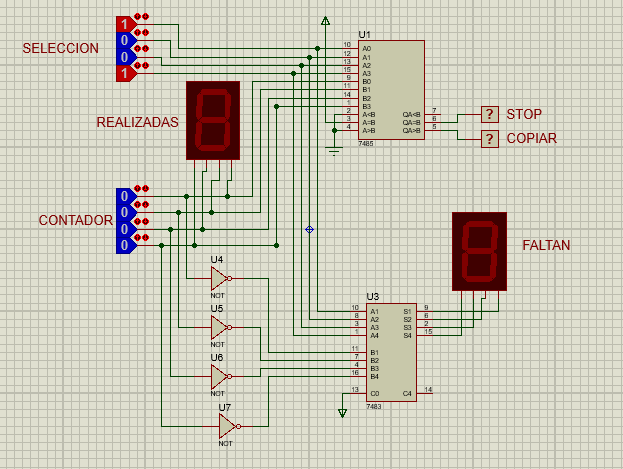 SELECCION
1
0
0
1
REALIZADAS
CONTADOR
0
0
0
0
U1
10 A0
12 A1
13 A2
15 A3
9 B0
11 B1
14 B2
1 B3
2 A<B QA<B 7
3 A=B QA=B 6
4 A>B QA>B 5
7485
? STOP
? COPIAR
FALTAN
U4
NOT
U5
NOT
U6
NOT
U7
NOT
U3
10 A1 S1 9
8 A2 S2 6
3 A3 S3 2
1 A4 S4 15
11 B1
7 B2
4 B3
16 B4
13 C0 C4 14
7483